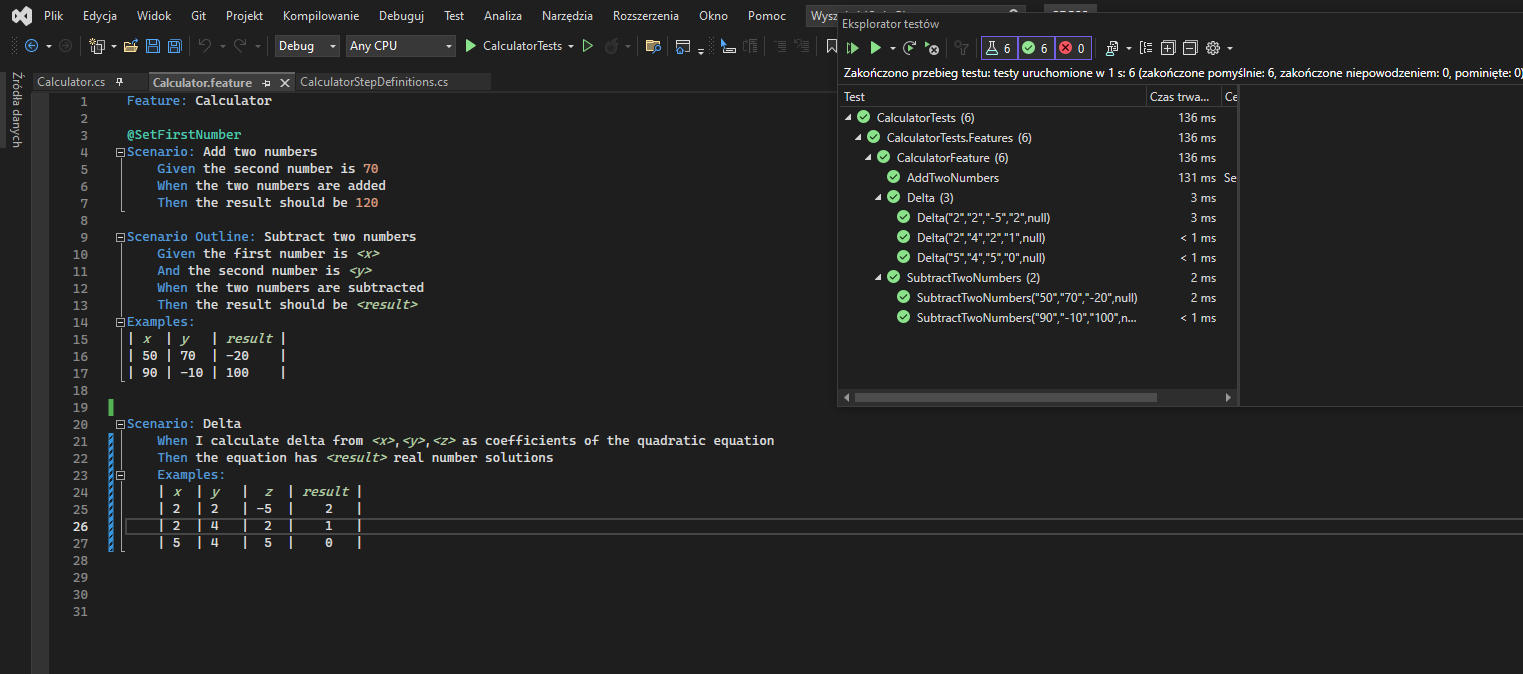 Plik Edycja Widok Git Projekt Kompilowanie Debuguj Test Analiza Narzędzia Rozszerzenia Okno Pomoc
Debug Any CPU CalculatorTests
Źródła danych
Calculator.cs Calculator.feature CalculatorStepDefinitions.cs
1 Feature: Calculator
2
3 @SetFirstNumber
4 Scenario: Add two numbers
5 Given the second number is 70
6 When the two numbers are added
7 Then the result should be 120
8
9 Scenario Outline: Subtract two numbers
10 Given the first number is <x>
11 And the second number is <y>
12 When the two numbers are subtracted
13 Then the result should be <result>
14 Examples:
15 | x | y | result |
16 | 50 | 70 | -20 |
17 | 90 | -10 | 100 |
18
19
20 Scenario: Delta
21 When I calculate delta from <x>,<y>,<z> as coefficients of the quadratic equation
22 Then the equation has <result> real number solutions
23 Examples:
24 | x | y | z | result |
25 | 2 | 2 | -5 | 2 |
26 | 2 | 4 | 2 | 1 |
27 | 5 | 4 | 5 | 0 |
28
29
30
31
Eksplorator testów
6 6 0
Zakończono przebieg testu: testy uruchomione w 1 s: 6 (zakończone pomyślnie: 6, zakończone niepowodzeniem: 0, pominięte: 0)
Test Czas trwa... Ce
CalculatorTests (6) 136 ms
CalculatorTests.Features (6) 136 ms
CalculatorFeature (6) 136 ms
AddTwoNumbers 131 ms Se
Delta (3) 3 ms
Delta("2","2","-5","2",null) 3 ms
Delta("2","4","2","1",null) < 1 ms
Delta("5","4","5","0",null) < 1 ms
SubtractTwoNumbers (2) 2 ms
SubtractTwoNumbers("50","70","-20",null) 2 ms
SubtractTwoNumbers("90","-10","100",n... < 1 ms